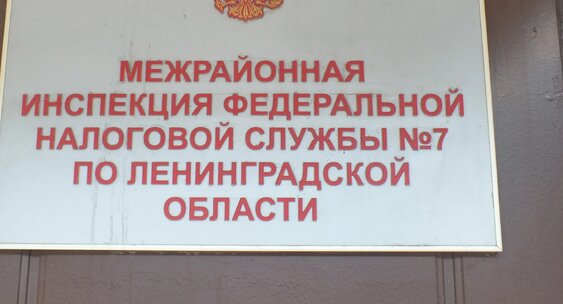 МЕЖРАЙОННАЯ
ИНСПЕКЦИЯ ФЕДЕРАЛЬНОЙ
НАЛОГОВОЙ СЛУЖБЫ №7
ПО ЛЕНИНГРАДСКОЙ
ОБЛАСТИ